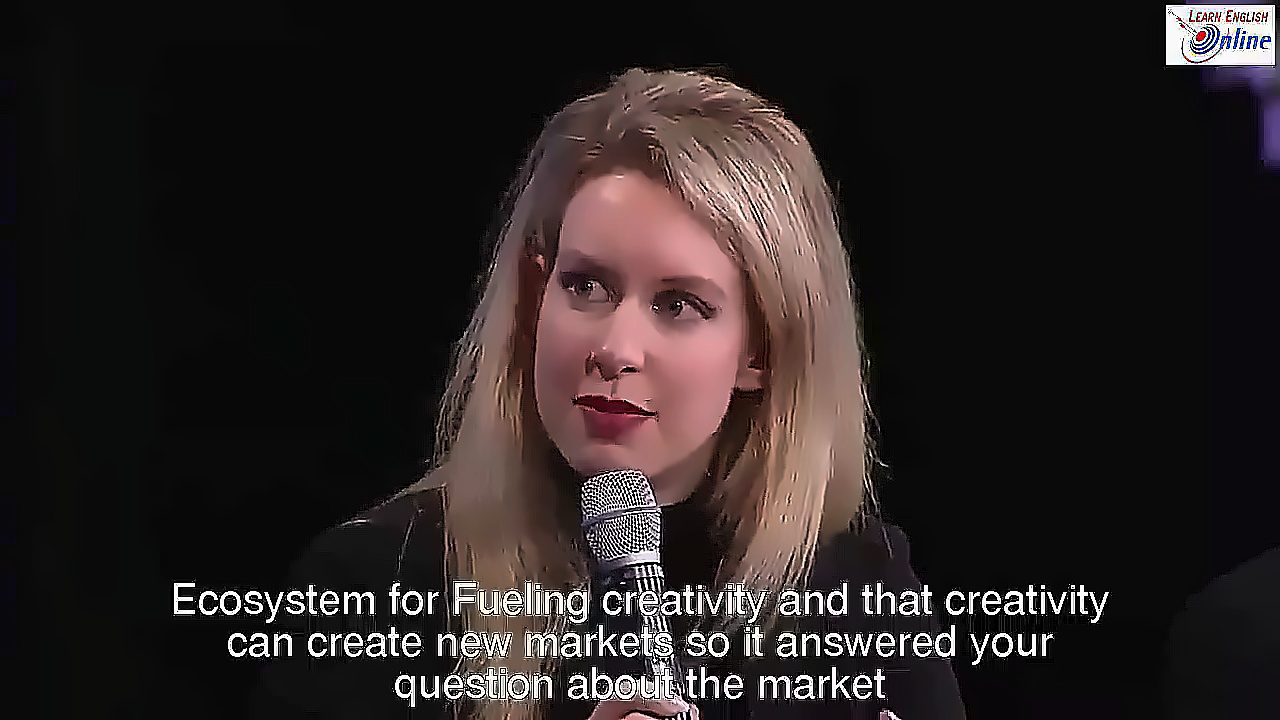 LEARN ENGLISH
Online
Ecosystem for Fueling creativity and that creativity
can create new markets so it answered your
question about the market